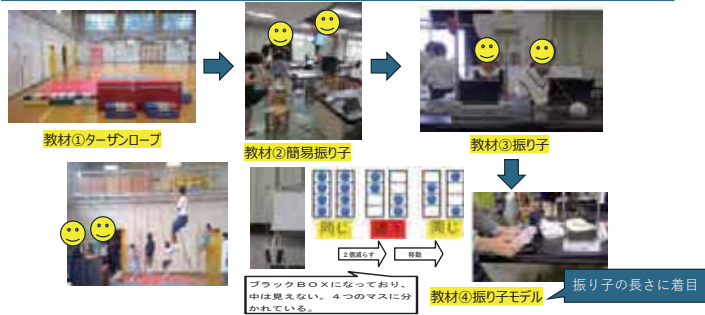 教材①ターザンロープ
教材②簡易振り子
教材③振り子
同じ
同じ
2個減らす
移動
ブラックBOXになっており、
中は見えない。4つのマスに分
かれている。
教材④振り子モデル
振り子の長さに着目